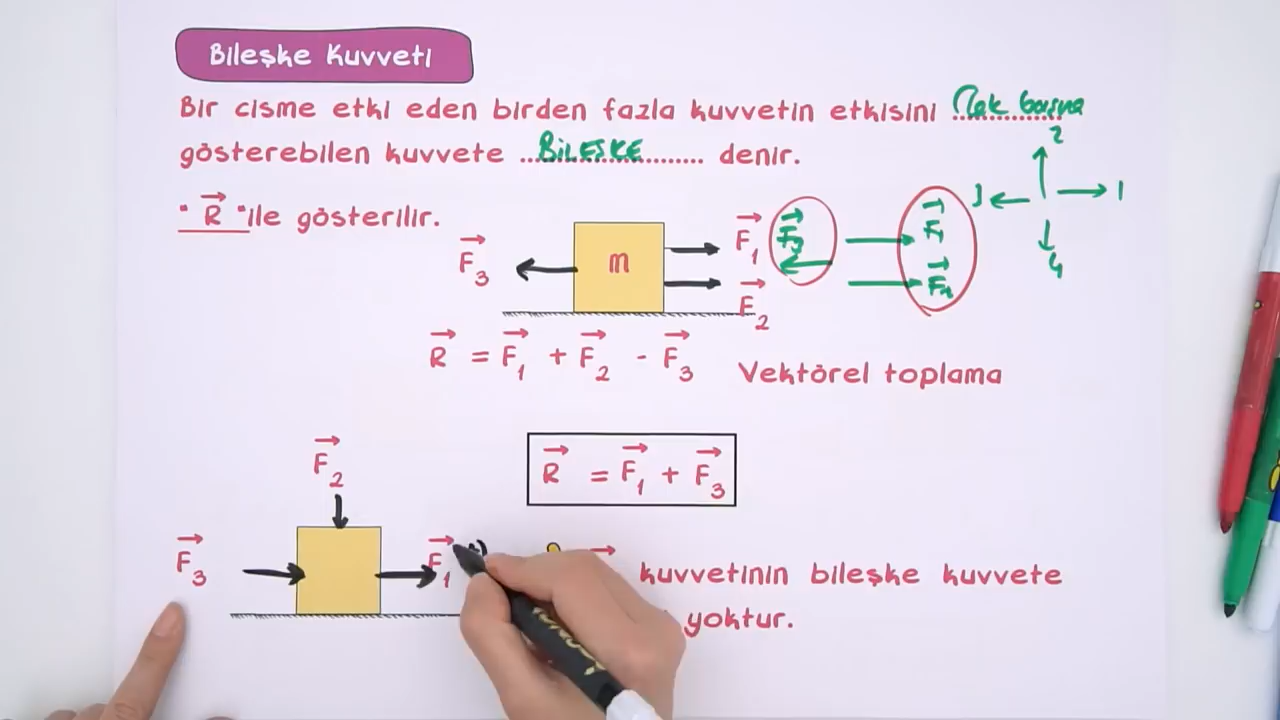 Bileşke Kuvveti
Bir cisme etki eden birden fazla kuvvetin etkisini Tek başına
gösterebilen kuvvete BİLEŞKE denir.
"R" ile gösterilir.
F3
m
F1
F2
F3
F1
F2
1
2
3
4
R = F1 + F2 - F3
Vektörel toplama
F2
R = F1 + F3
F3
F1
kuvvetinin bileşke kuvvete
yoktur.